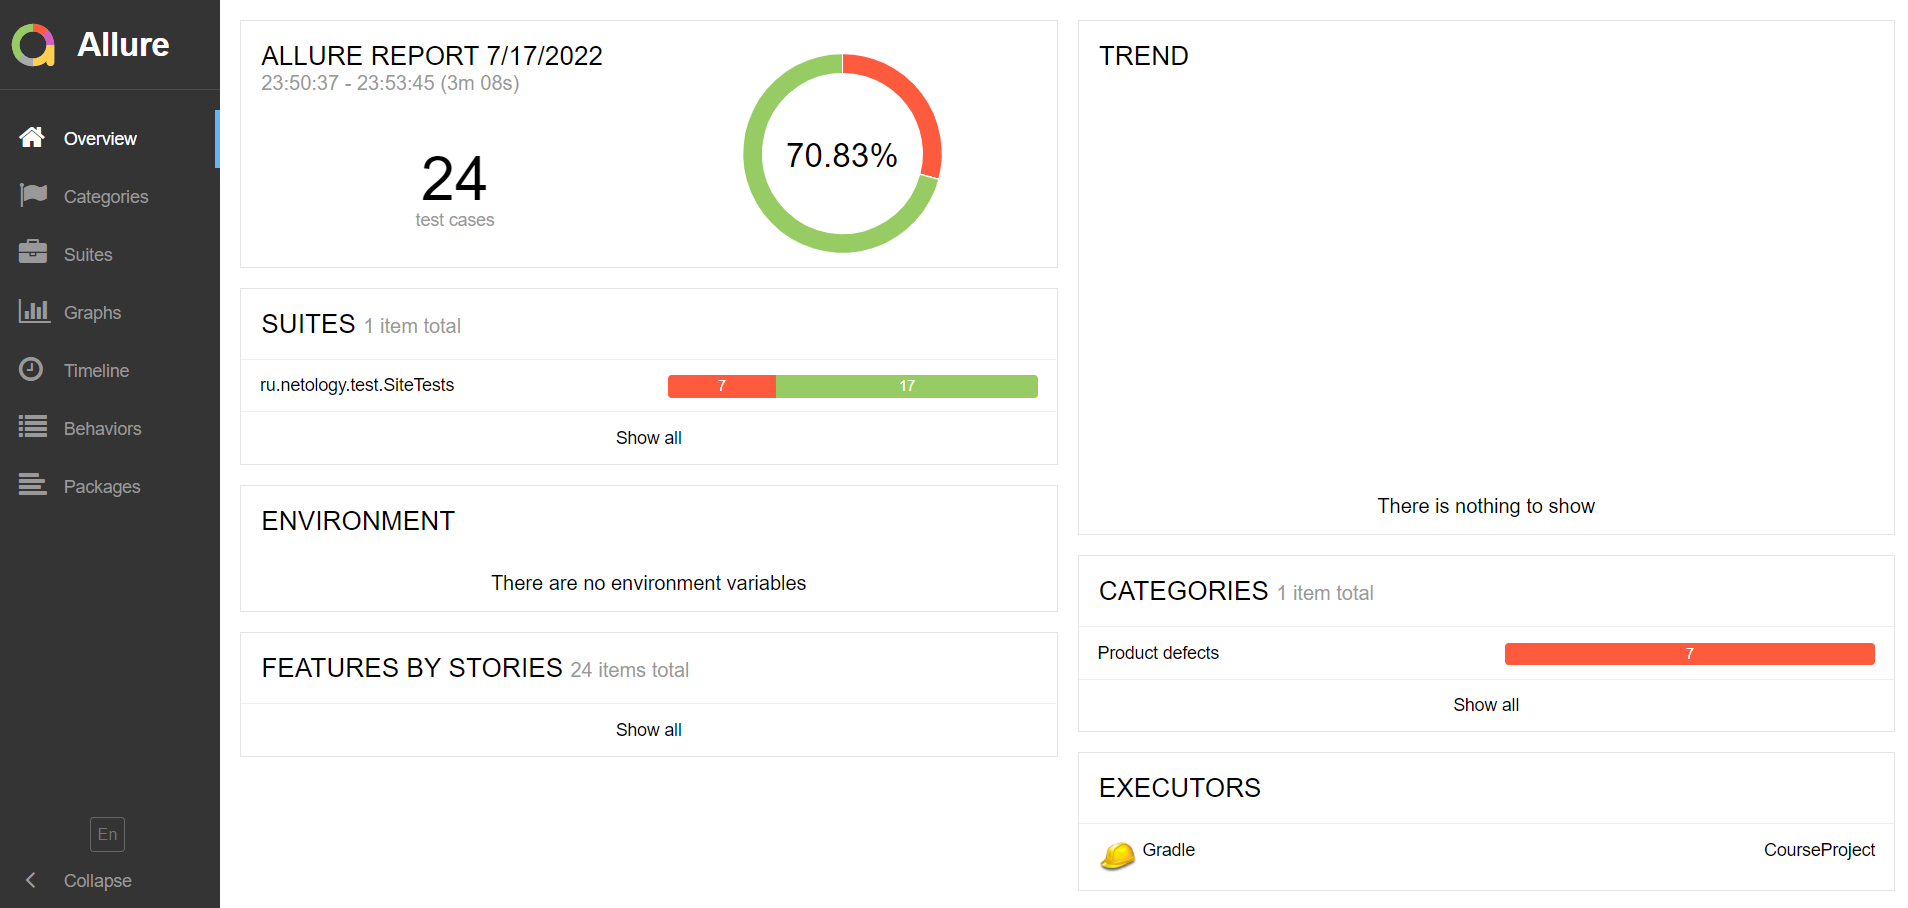 Allure
Overview
Categories
Suites
Graphs
Timeline
Behaviors
Packages
En
Collapse
ALLURE REPORT 7/17/2022
23:50:37 - 23:53:45 (3m 08s)
24
test cases
70.83%
SUITES 1 item total
ru.netology.test.SiteTests 7 17
Show all
ENVIRONMENT
There are no environment variables
FEATURES BY STORIES 24 items total
Show all
TREND
There is nothing to show
CATEGORIES 1 item total
Product defects 7
Show all
EXECUTORS
Gradle CourseProject